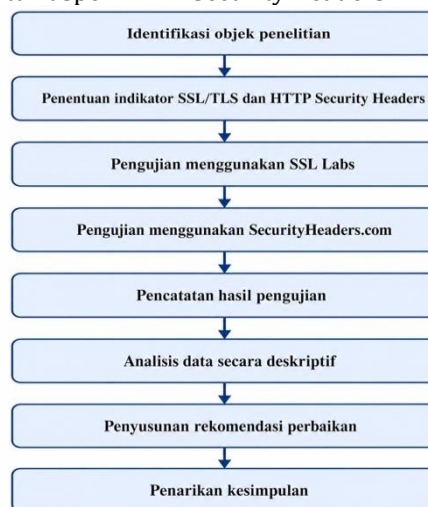 Identifikasi objek penelitian
Penentuan indikator SSL/TLS dan HTTP Security Headers
Pengujian menggunakan SSL Labs
Pengujian menggunakan SecurityHeaders.com
Pencatatan hasil pengujian
Analisis data secara deskriptif
Penyusunan rekomendasi perbaikan
Penarikan kesimpulan